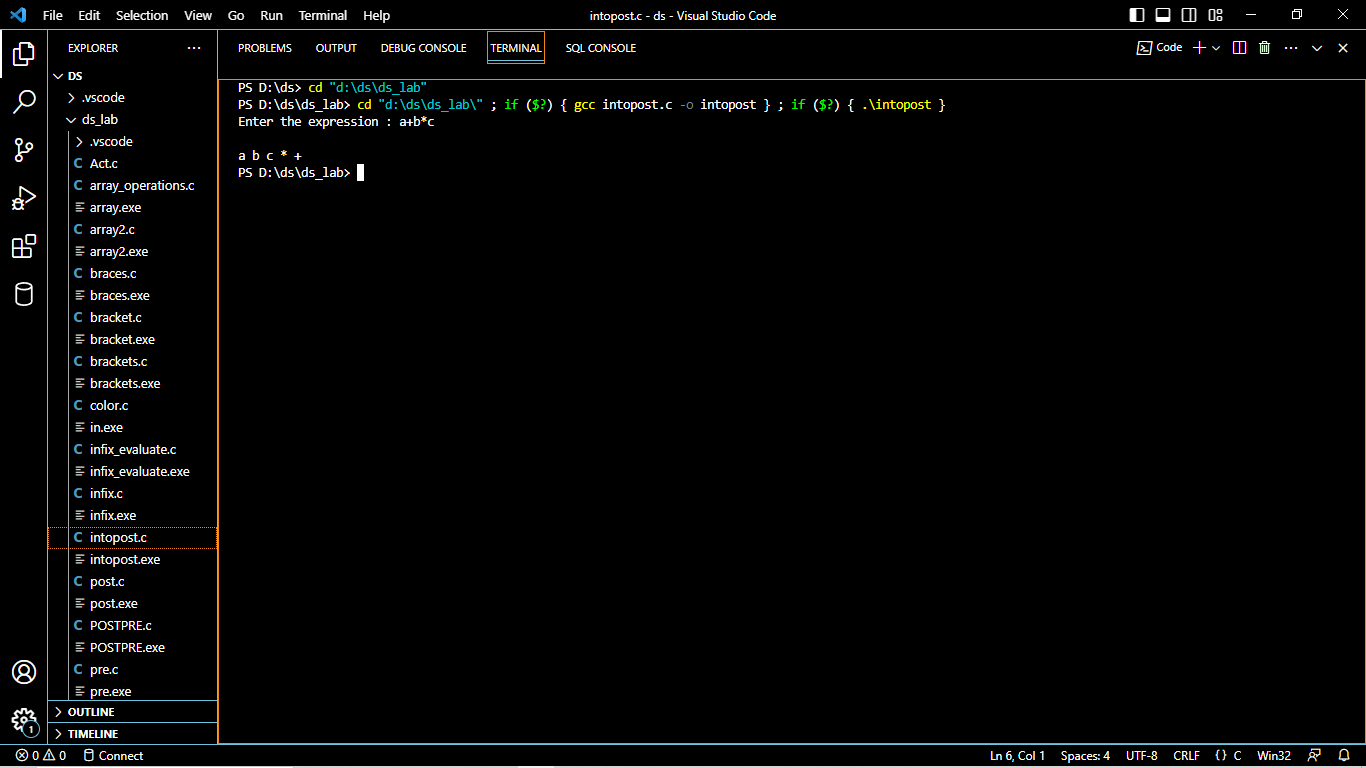 File Edit Selection View Go Run Terminal Help intopost.c - ds - Visual Studio Code
EXPLORER
DS
.vscode
ds_lab
.vscode
Act.c
array_operations.c
array.exe
array2.c
array2.exe
braces.c
braces.exe
bracket.c
bracket.exe
brackets.c
brackets.exe
color.c
in.exe
infix_evaluate.c
infix_evaluate.exe
infix.c
infix.exe
intopost.c
intopost.exe
post.c
post.exe
POSTPRE.c
POSTPRE.exe
pre.c
pre.exe
OUTLINE
TIMELINE
PROBLEMS OUTPUT DEBUG CONSOLE TERMINAL SQL CONSOLE Code
PS D:\ds> cd "d:\ds\ds_lab"
PS D:\ds\ds_lab> cd "d:\ds\ds_lab\" ; if ($?) { gcc intopost.c -o intopost } ; if ($?) { .\intopost }
Enter the expression : a+b*c
a b c * +
PS D:\ds\ds_lab>
1
0 0 Connect Ln 6, Col 1 Spaces: 4 UTF-8 CRLF {} C Win32